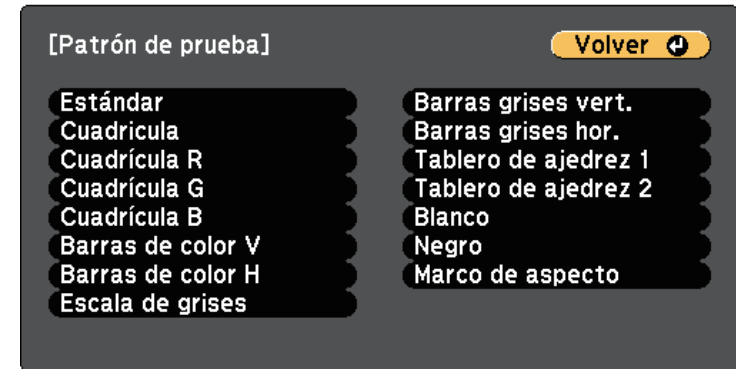 [Patrón de prueba]
Volver
Estándar
Cuadricula
Cuadrícula R
Cuadrícula G
Cuadrícula B
Barras de color V
Barras de color H
Escala de grises
Barras grises vert.
Barras grises hor.
Tablero de ajedrez 1
Tablero de ajedrez 2
Blanco
Negro
Marco de aspecto